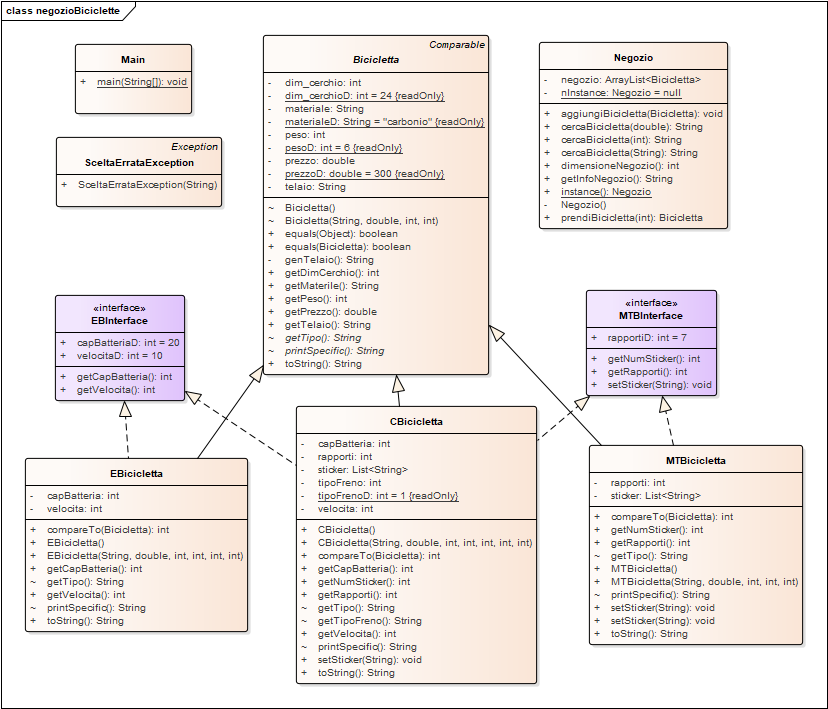 class negozioBiciclette
Main
+ main(String[]): void
Exception
SceltaErrataException
+ SceltaErrataException(String)
Comparable
Bicicletta
- dim_cerchio: int
- dim_cerchioD: int = 24 {readOnly}
- materiale: String
- materialeD: String = "carbonio" {readOnly}
- peso: int
- pesoD: int = 6 {readOnly}
- prezzo: double
- prezzoD: double = 300 {readOnly}
- telaio: String
~ Bicicletta()
~ Bicicletta(String, double, int, int)
+ equals(Object): boolean
+ equals(Bicicletta): boolean
- genTelaio(): String
+ getDimCerchio(): int
+ getMaterile(): String
+ getPeso(): int
+ getPrezzo(): double
+ getTelaio(): String
~ getTipo(): String
~ printSpecific(): String
+ toString(): String
Negozio
- negozio: ArrayList<Bicicletta>
- nInstance: Negozio = null
+ aggiungiBicicletta(Bicicletta): void
+ cercaBicicletta(double): String
+ cercaBicicletta(int): String
+ cercaBicicletta(String): String
+ dimensioneNegozio(): int
+ getInfoNegozio(): String
+ instance(): Negozio
- Negozio()
+ prendiBicicletta(int): Bicicletta
«interface»
EBInterface
+ capBatteriaD: int = 20
+ velocitaD: int = 10
+ getCapBatteria(): int
+ getVelocita(): int
«interface»
MTBInterface
+ rapportiD: int = 7
+ getNumSticker(): int
+ getRapporti(): int
+ setSticker(String): void
EBicicletta
- capBatteria: int
- velocita: int
+ compareTo(Bicicletta): int
+ EBicicletta()
+ EBicicletta(String, double, int, int, int, int)
+ getCapBatteria(): int
~ getTipo(): String
+ getVelocita(): int
~ printSpecific(): String
+ toString(): String
CBicicletta
- capBatteria: int
- rapporti: int
- sticker: List<String>
- tipoFreno: int
- tipoFrenoD: int = 1 {readOnly}
- velocita: int
+ CBicicletta()
+ CBicicletta(String, double, int, int, int, int, int)
+ compareTo(Bicicletta): int
+ getCapBatteria(): int
+ getNumSticker(): int
+ getRapporti(): int
~ getTipo(): String
~ getTipoFreno(): String
+ getVelocita(): int
~ printSpecific(): String
+ setSticker(String): void
+ toString(): String
MTBicicletta
- rapporti: int
- sticker: List<String>
+ compareTo(Bicicletta): int
+ getNumSticker(): int
+ getRapporti(): int
~ getTipo(): String
+ MTBicicletta()
+ MTBicicletta(String, double, int, int, int)
~ printSpecific(): String
+ setSticker(String): void
+ setSticker(String): void
+ toString(): String